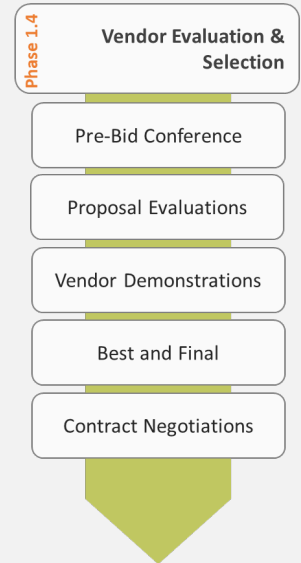 Phase 1.4
Vendor Evaluation &
Selection
Pre-Bid Conference
Proposal Evaluations
Vendor Demonstrations
Best and Final
Contract Negotiations